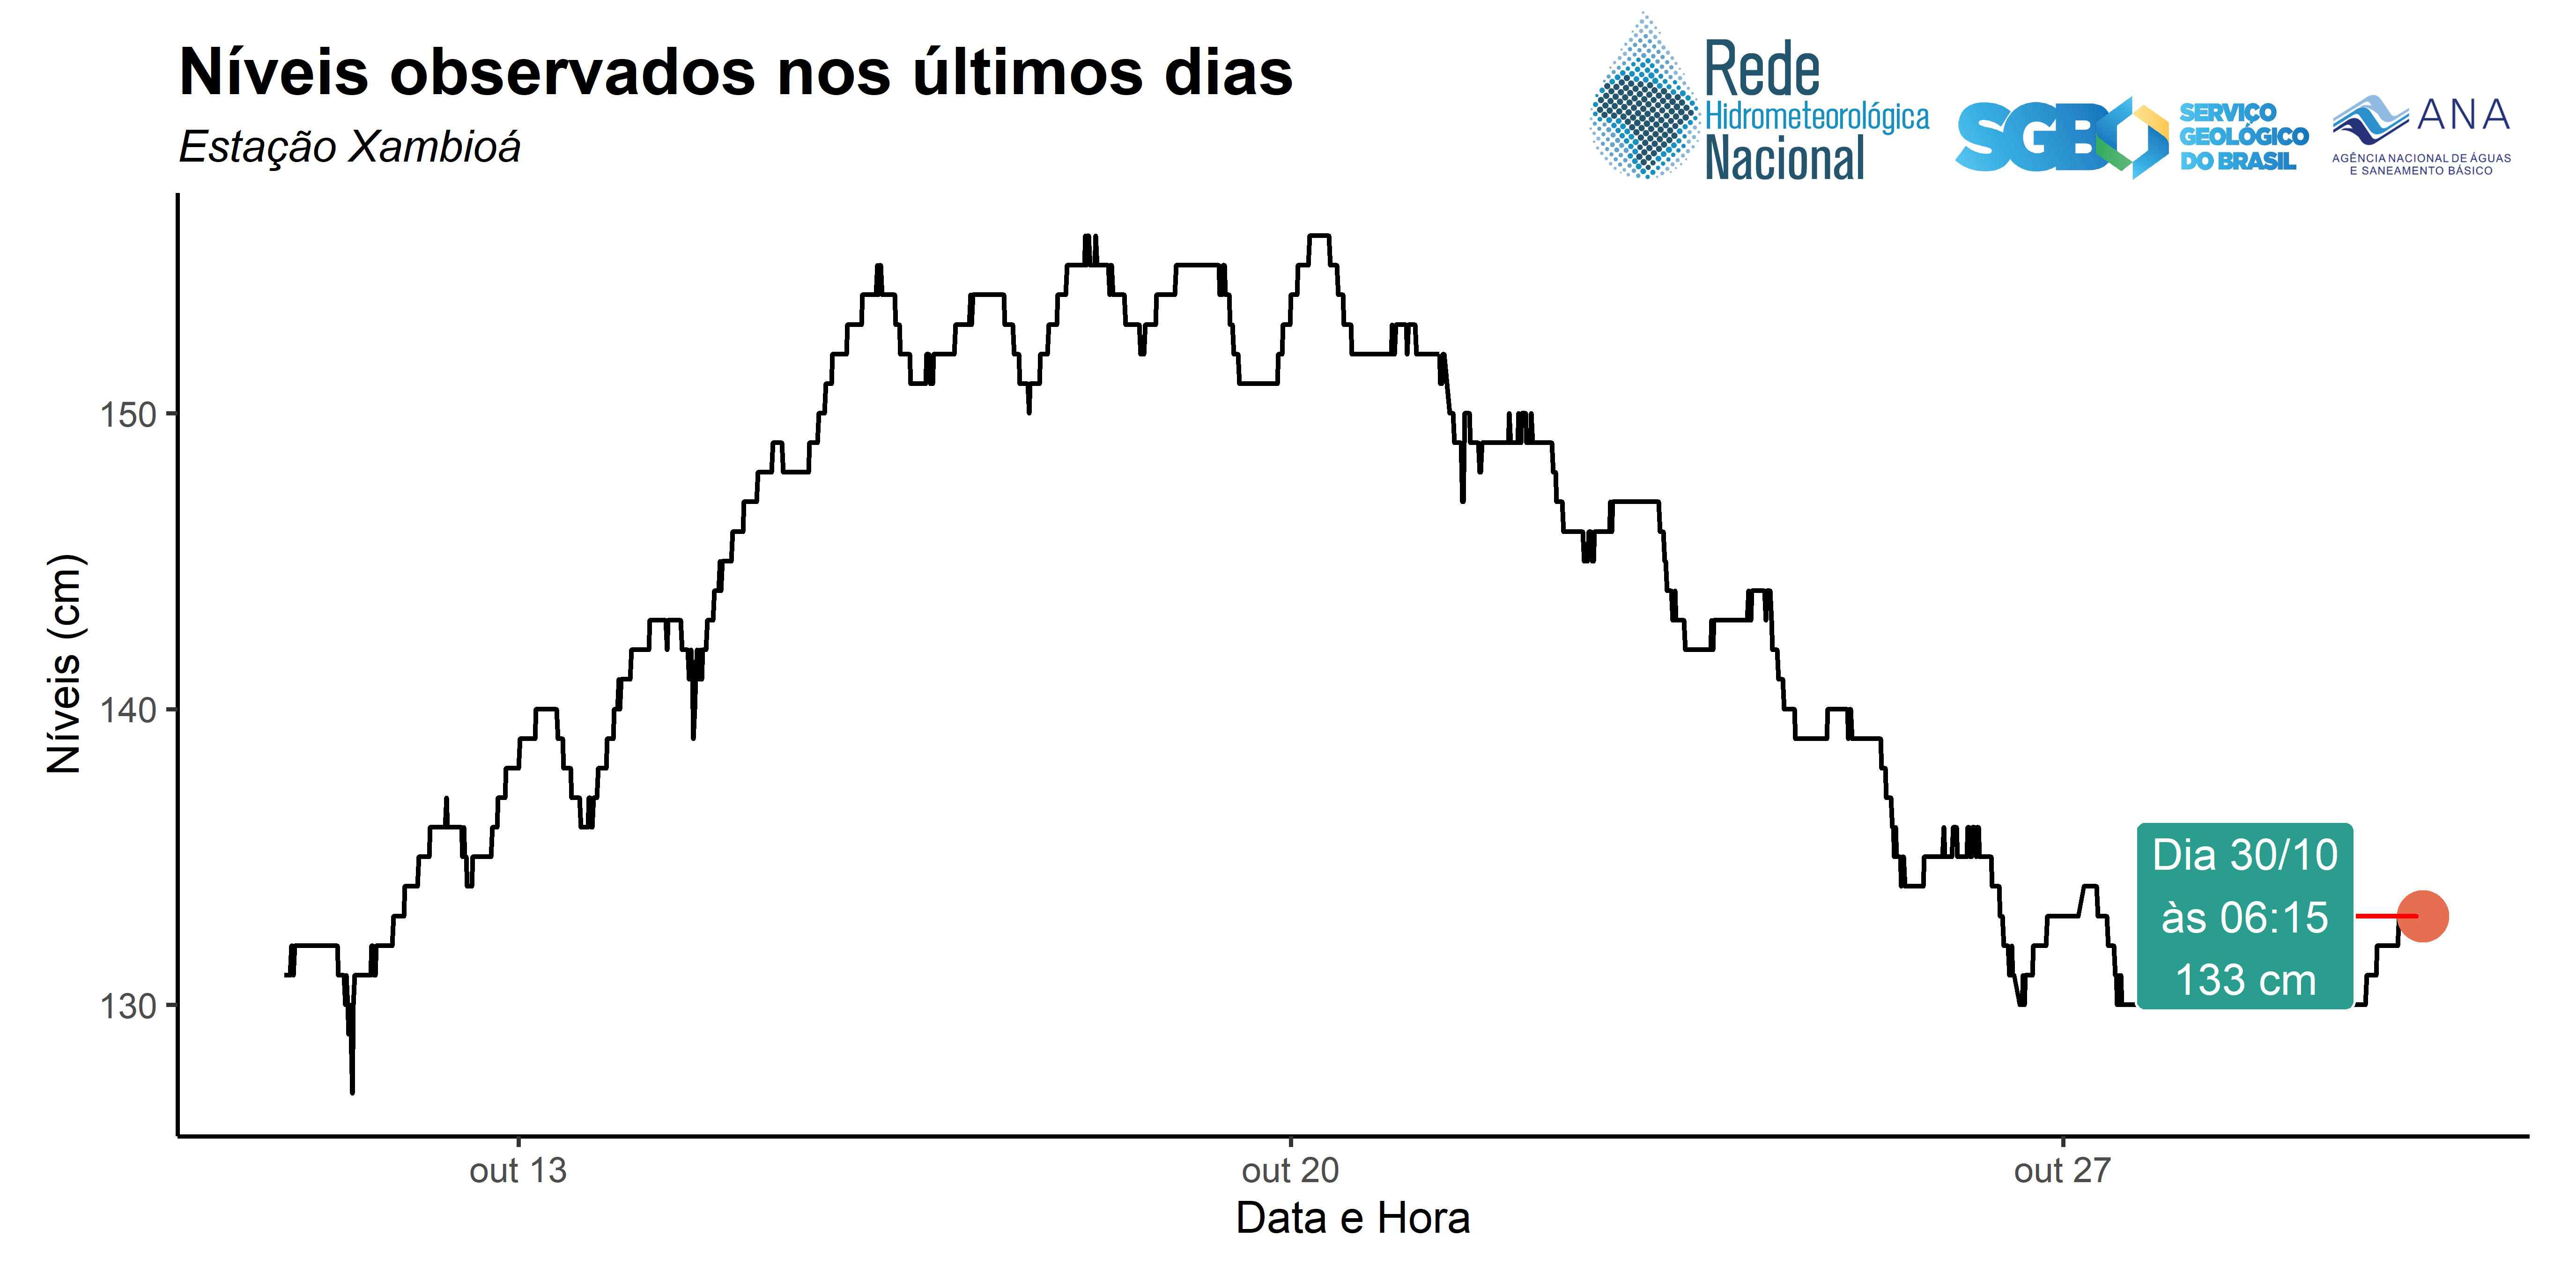 Níveis observados nos últimos dias
Estação Xambioá
Rede
Hidrometeorológica
Nacional
SGB
SERVIÇO
GEOLÓGICO
DO BRASIL
ANA
AGÊNCIA NACIONAL DE ÁGUAS
E SANEAMENTO BÁSICO
Níveis (cm)
150
140
130
Dia 30/10
às 06:15
133 cm
out 13
out 20
out 27
Data e Hora